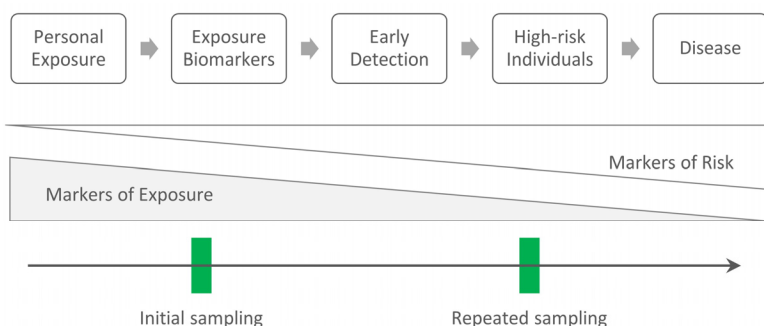 Personal
Exposure
Exposure
Biomarkers
Early
Detection
High-risk
Individuals
Disease
Markers of Risk
Markers of Exposure
Initial sampling
Repeated sampling